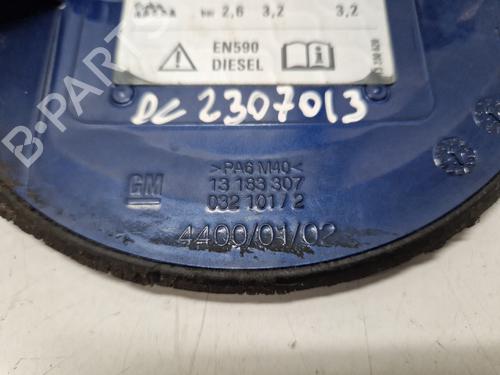 bar 2,6 3,2 3,2
EN590
DIESEL
DC 2307013
B-PARTS
>PA6 M40<
GM
13 183 307
032 101/2
4400/01/02